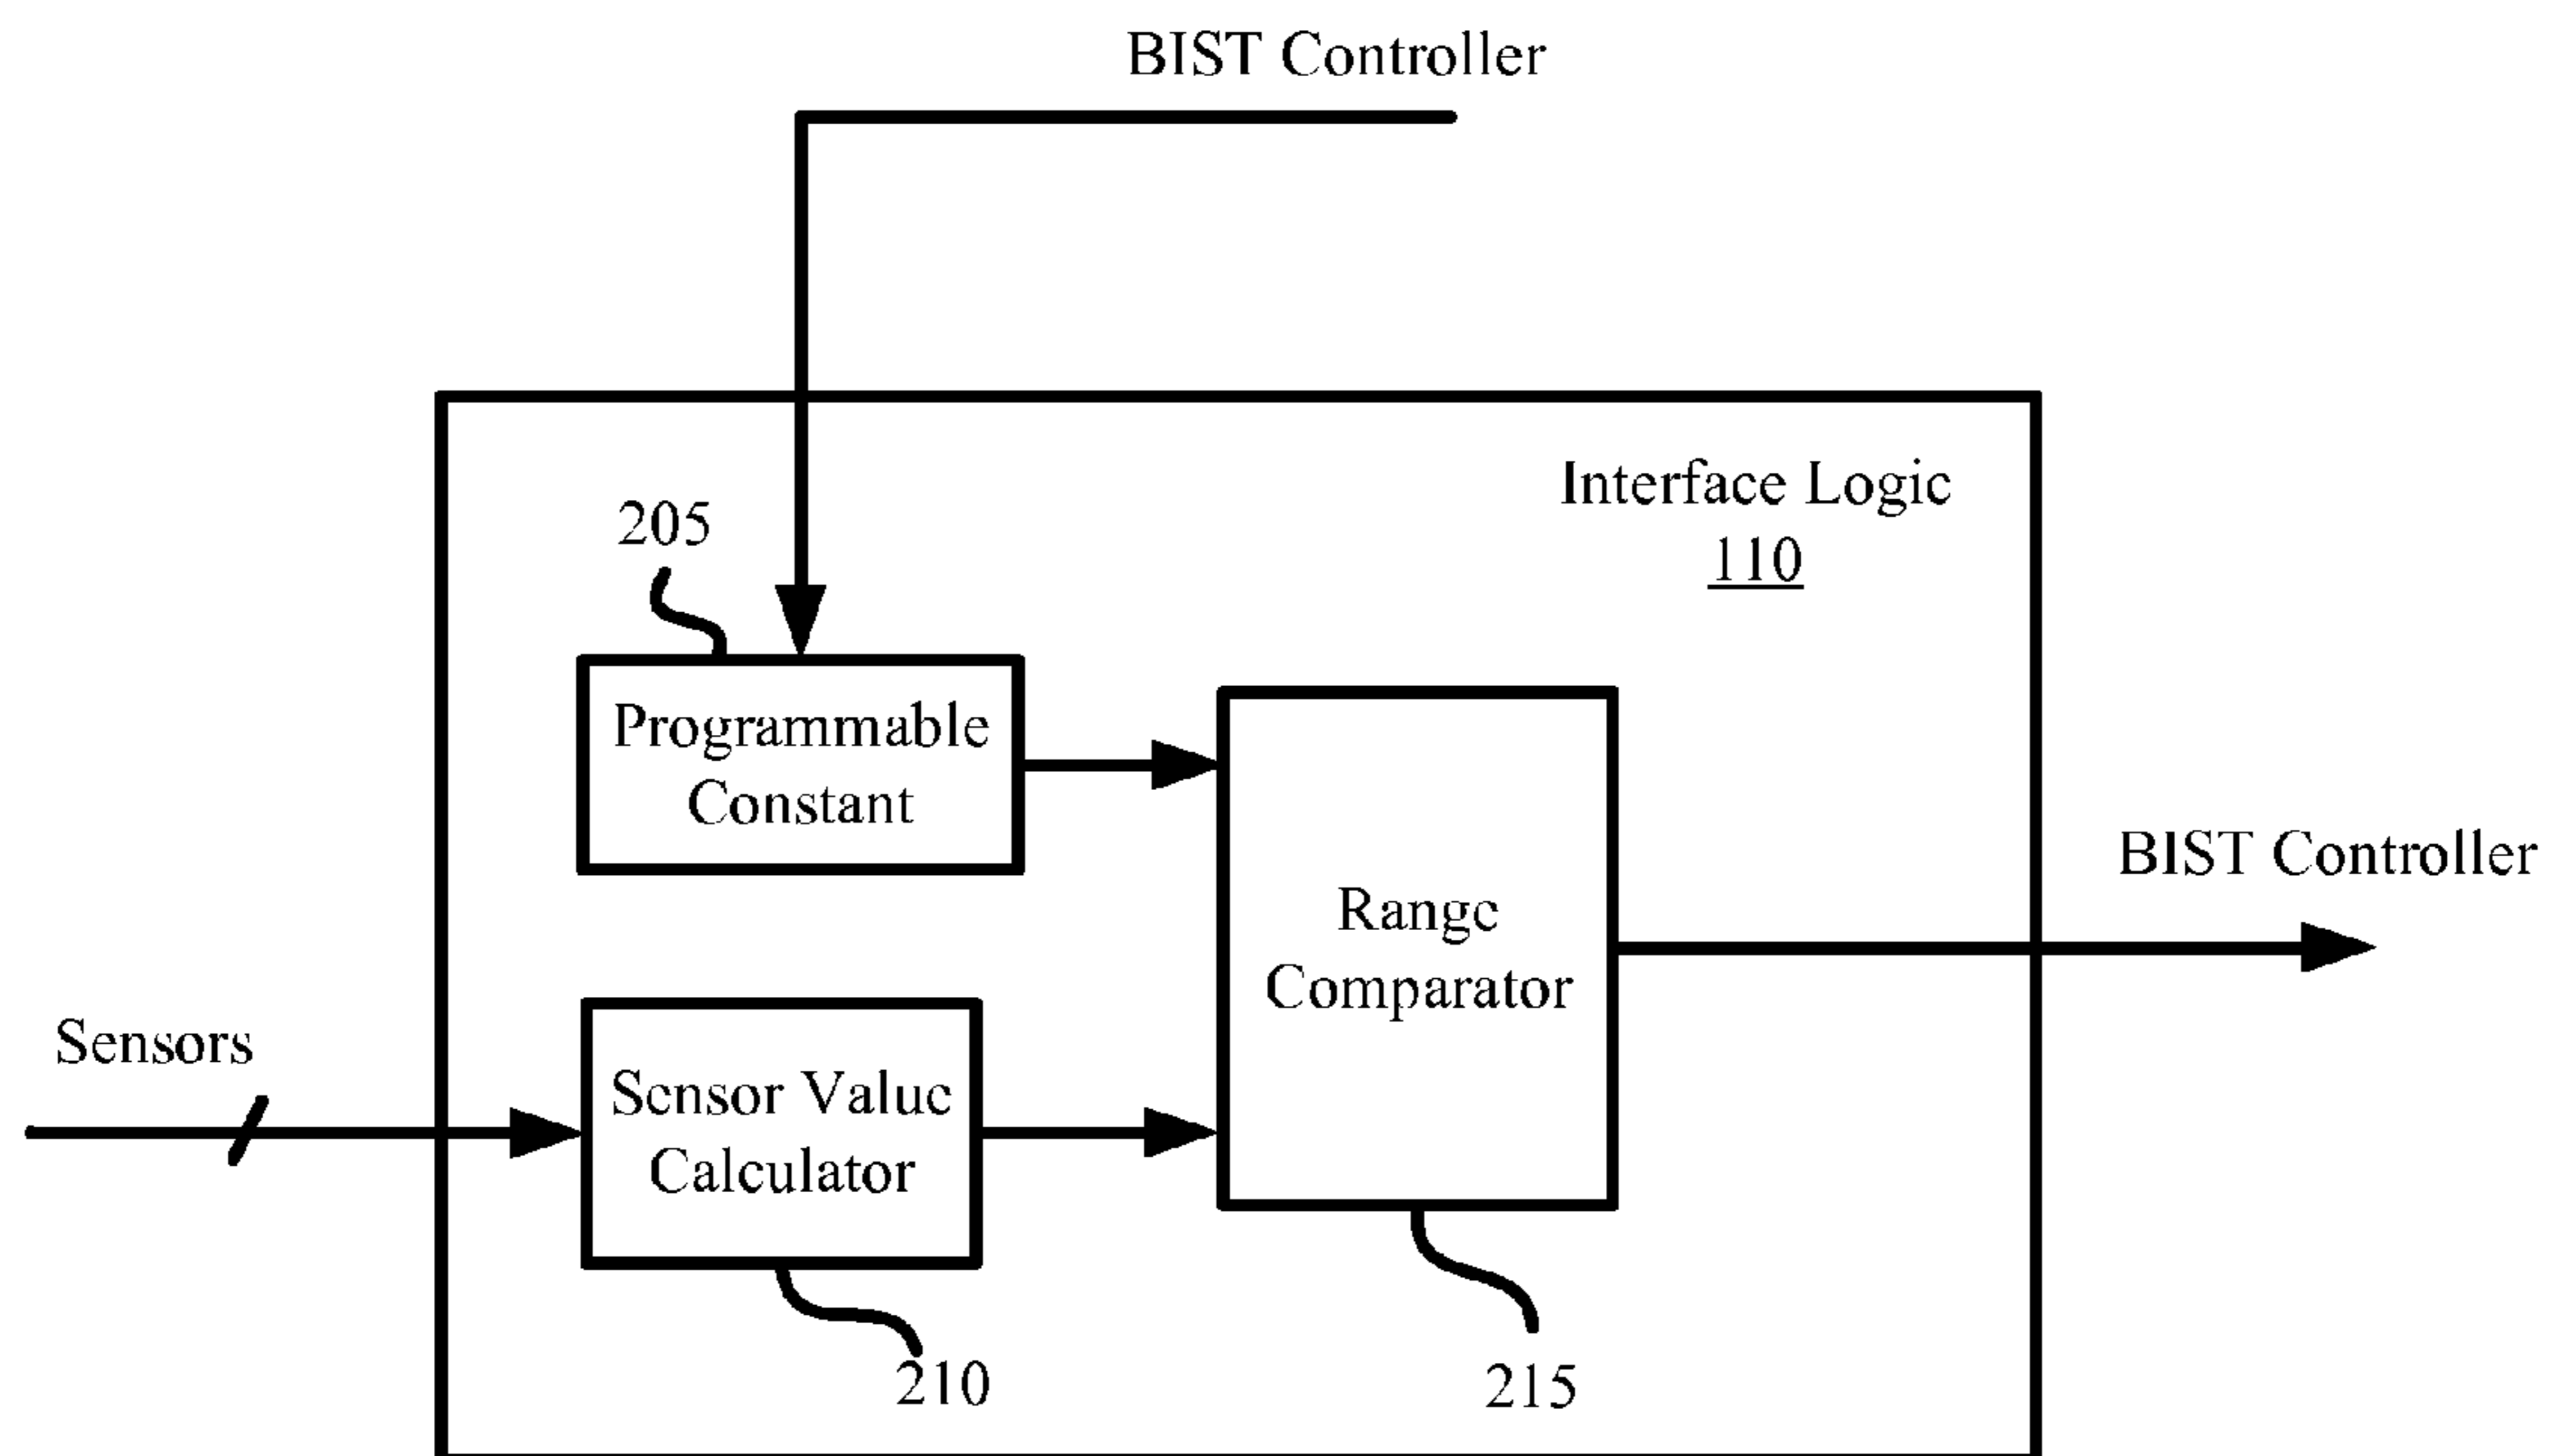 BIST Controller
Interface Logic
110
205
Programmable
Constant
Range
Comparator
BIST Controller
Sensors
Sensor Value
Calculator
210
215